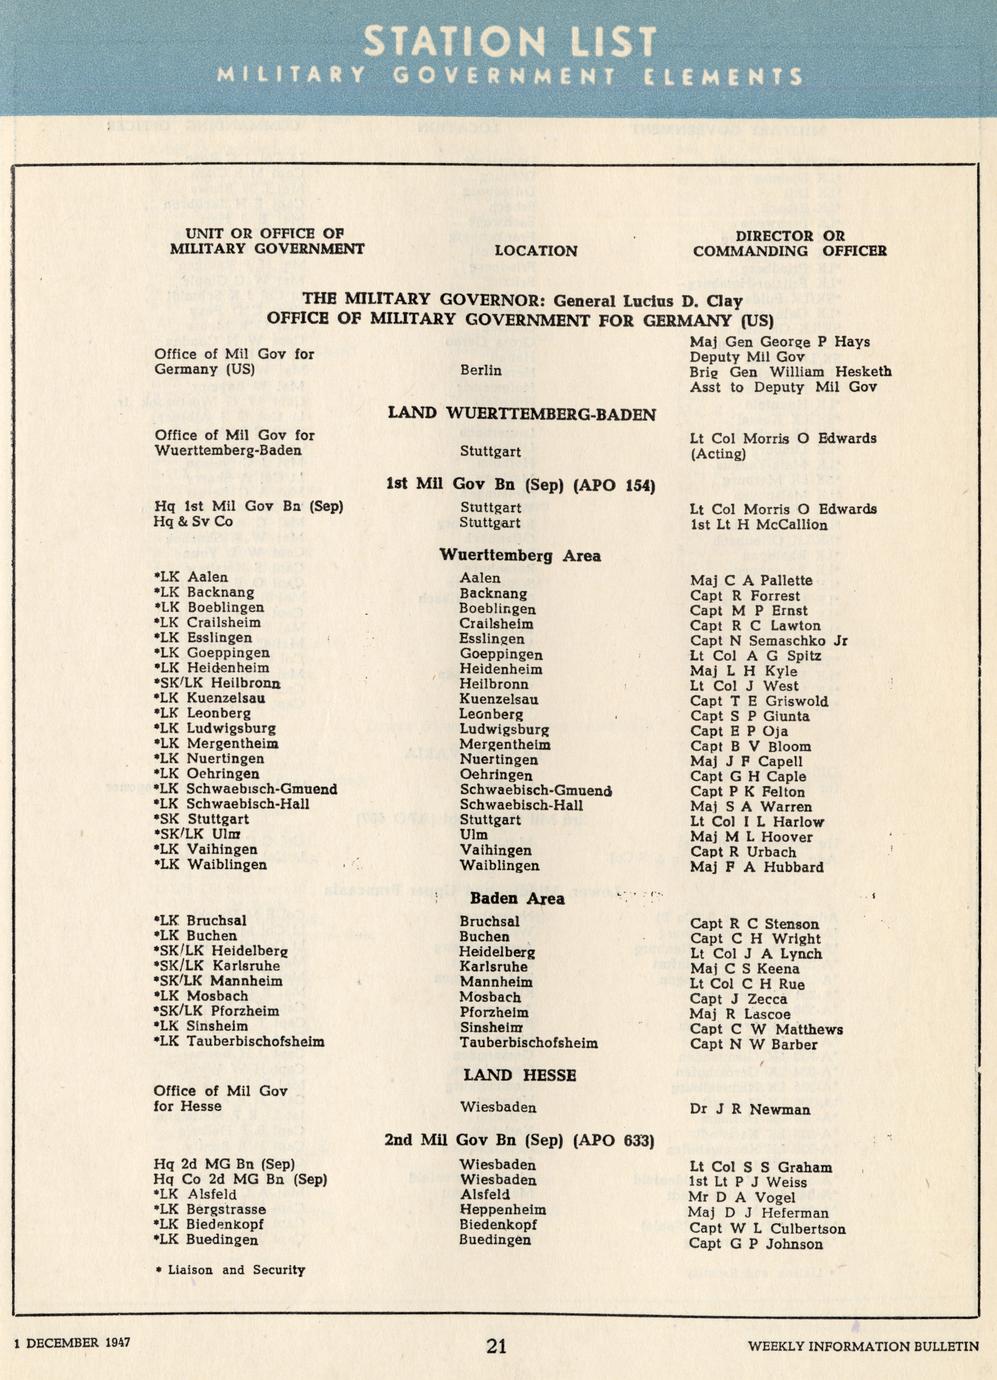 STATION LIST
MILITARY GOVERNMENT ELEMENTS
UNIT OR OFFICE OF MILITARY GOVERNMENT LOCATION DIRECTOR OR COMMANDING OFFICER
THE MILITARY GOVERNOR: General Lucius D. Clay
OFFICE OF MILITARY GOVERNMENT FOR GERMANY (US)
Office of Mil Gov for
Germany (US) Berlin
Maj Gen George P Hays
Deputy Mil Gov
Brig Gen William Hesketh
Asst to Deputy Mil Gov
LAND WUERTTEMBERG-BADEN
Office of Mil Gov for
Wuerttemberg-Baden Stuttgart
Lt Col Morris O Edwards
(Acting)
1st Mil Gov Bn (Sep) (APO 154)
Hq 1st Mil Gov Bn (Sep) Stuttgart Lt Col Morris O Edwards
Hq & Sv Co Stuttgart 1st Lt H McCallion
Wuerttemberg Area
*LK Aalen Aalen Maj C A Pallette
*LK Backnang Backnang Capt R Forrest
*LK Boeblingen Boeblingen Capt M P Ernst
*LK Crailsheim Crailsheim Capt R C Lawton
*LK Esslingen Esslingen Capt N Semaschko Jr
*LK Goeppingen Goeppingen Lt Col A G Spitz
*LK Heidenheim Heidenheim Maj L H Kyle
*SK/LK Heilbronn Heilbronn Lt Col J West
*LK Kuenzelsau Kuenzelsau Capt T E Griswold
*LK Leonberg Leonberg Capt S P Giunta
*LK Ludwigsburg Ludwigsburg Capt E P Oja
*LK Mergentheim Mergentheim Capt B V Bloom
*LK Nuertingen Nuertingen Maj J F Capell
*LK Oehringen Oehringen Capt G H Caple
*LK Schwaebisch-Gmuend Schwaebisch-Gmuend Capt P K Felton
*LK Schwaebisch-Hall Schwaebisch-Hall Maj S A Warren
*SK Stuttgart Stuttgart Lt Col I L Harlow
*SK/LK Ulm Ulm Maj M L Hoover
*LK Vaihingen Vaihingen Capt R Urbach
*LK Waiblingen Waiblingen Maj F A Hubbard
Baden Area
*LK Bruchsal Bruchsal Capt R C Stenson
*LK Buchen Buchen Capt C H Wright
*SK/LK Heidelberg Heidelberg Lt Col J A Lynch
*SK/LK Karlsruhe Karlsruhe Maj C S Keena
*SK/LK Mannheim Mannheim Lt Col C H Rue
*LK Mosbach Mosbach Capt J Zecca
*SK/LK Pforzheim Pforzheim Maj R Lascoe
*LK Sinsheim Sinsheim Capt C W Matthews
*LK Tauberbischofsheim Tauberbischofsheim Capt N W Barber
LAND HESSE
Office of Mil Gov
for Hesse Wiesbaden Dr J R Newman
2nd Mil Gov Bn (Sep) (APO 633)
Hq 2d MG Bn (Sep) Wiesbaden Lt Col S S Graham
Hq Co 2d MG Bn (Sep) Wiesbaden 1st Lt P J Weiss
*LK Alsfeld Alsfeld Mr D A Vogel
*LK Bergstrasse Heppenheim Maj D J Heferman
*LK Biedenkopf Biedenkopf Capt W L Culbertson
*LK Buedingen Buedingen Capt G P Johnson
* Liaison and Security
1 DECEMBER 1947 21 WEEKLY INFORMATION BULLETIN